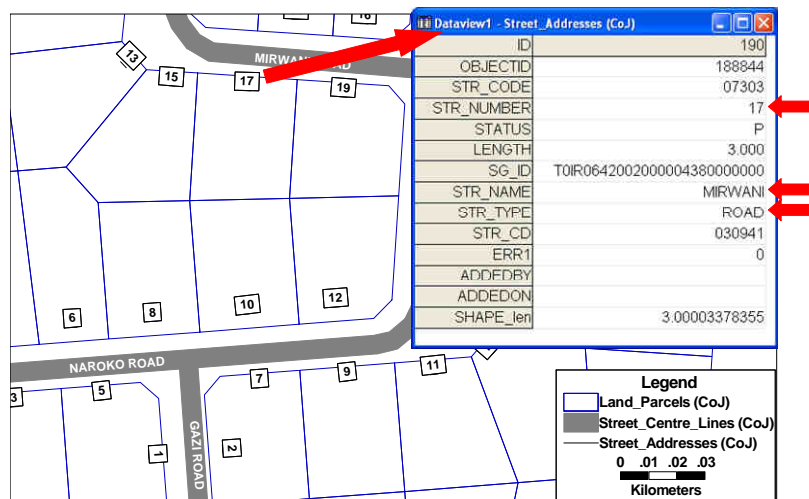 16
13
MIRWANI ROAD
15
17
19
Dataview1 - Street_Addresses (CoJ)
ID 190
OBJECTID 188844
STR_CODE 07303
STR_NUMBER 17
STATUS P
LENGTH 3.000
SG_ID T0IR06420020000004380000000
STR_NAME MIRWANI
STR_TYPE ROAD
STR_CD 030941
ERR1 0
ADDEDBY
ADDEDON
SHAPE_len 3.00003378355
6
8
10
12
NAROKO ROAD
3
5
7
9
11
1
GAZI ROAD
2
Legend
Land_Parcels (CoJ)
Street_Centre_Lines (CoJ)
Street_Addresses (CoJ)
0 .01 .02 .03
Kilometers